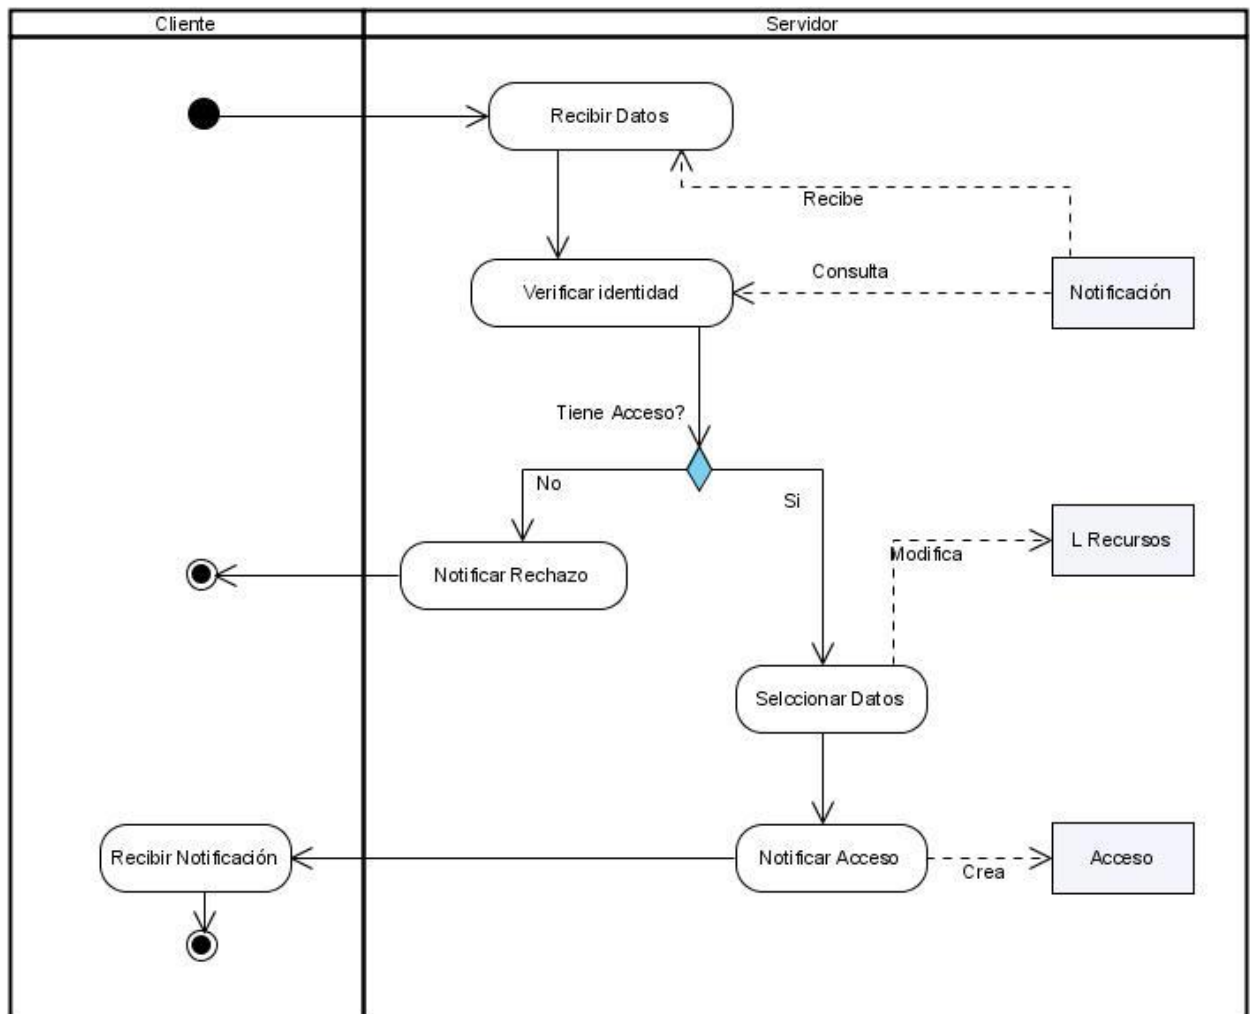 Cliente
Servidor
Recibir Datos
Recibe
Consulta
Verificar identidad
Notificación
Tiene Acceso?
No
Si
L Recursos
Modifica
Notificar Rechazo
Selccionar Datos
Recibir Notificación
Notificar Acceso
Acceso
Crea